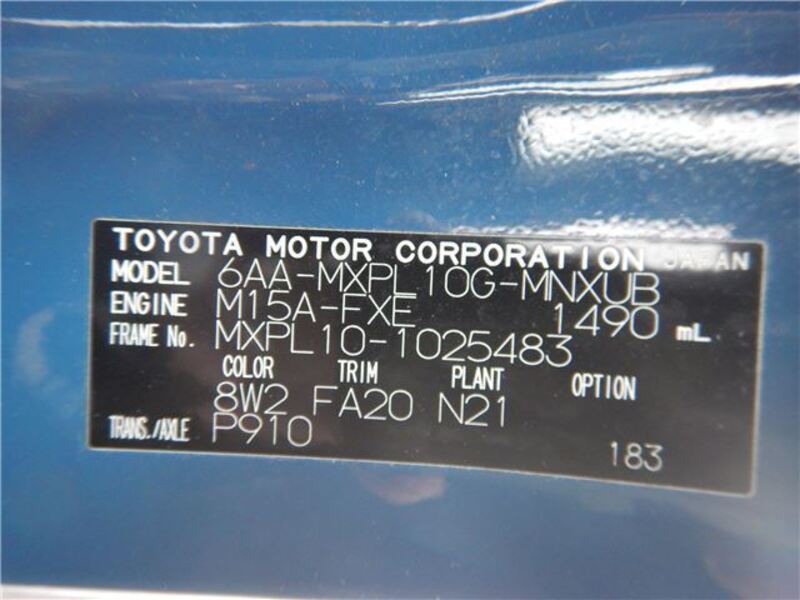 TOYOTA MOTOR CORPORATION JAPAN
MODEL 6AA-MXPL10G-MNXUB
ENGINE M15A-FXE 1490 mL
FRAME No. MXPL10-1025483
COLOR TRIM PLANT OPTION
8W2 FA20 N21
TRANS./AXLE P910 183